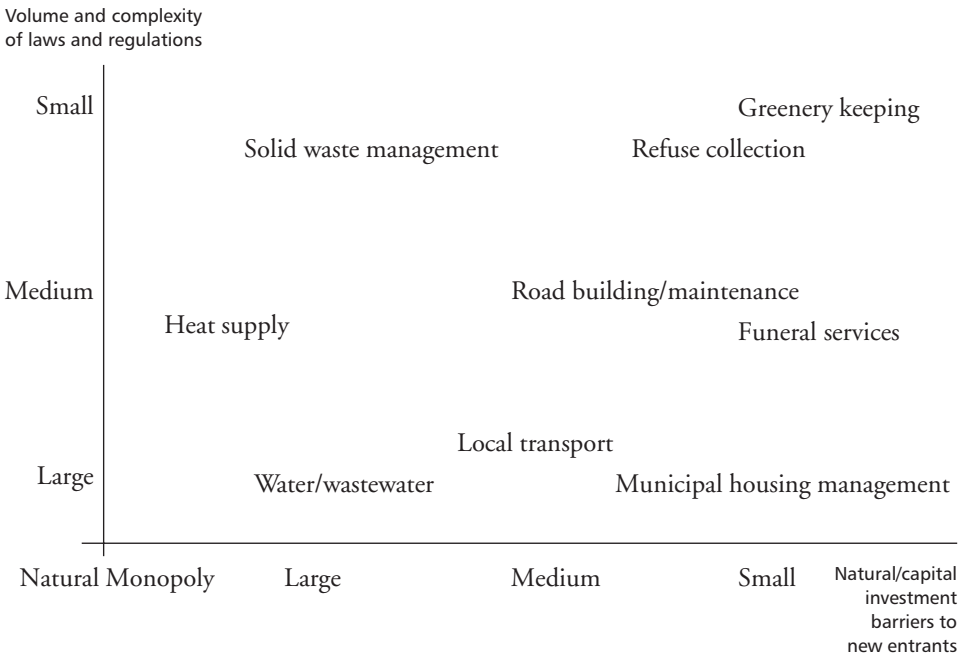 Volume and complexity
of laws and regulations
Small
Greenery keeping
Solid waste management
Refuse collection
Medium
Road building/maintenance
Heat supply
Funeral services
Local transport
Large
Water/wastewater
Municipal housing management
Natural Monopoly
Large
Medium
Small
Natural/capital
investment
barriers to
new entrants